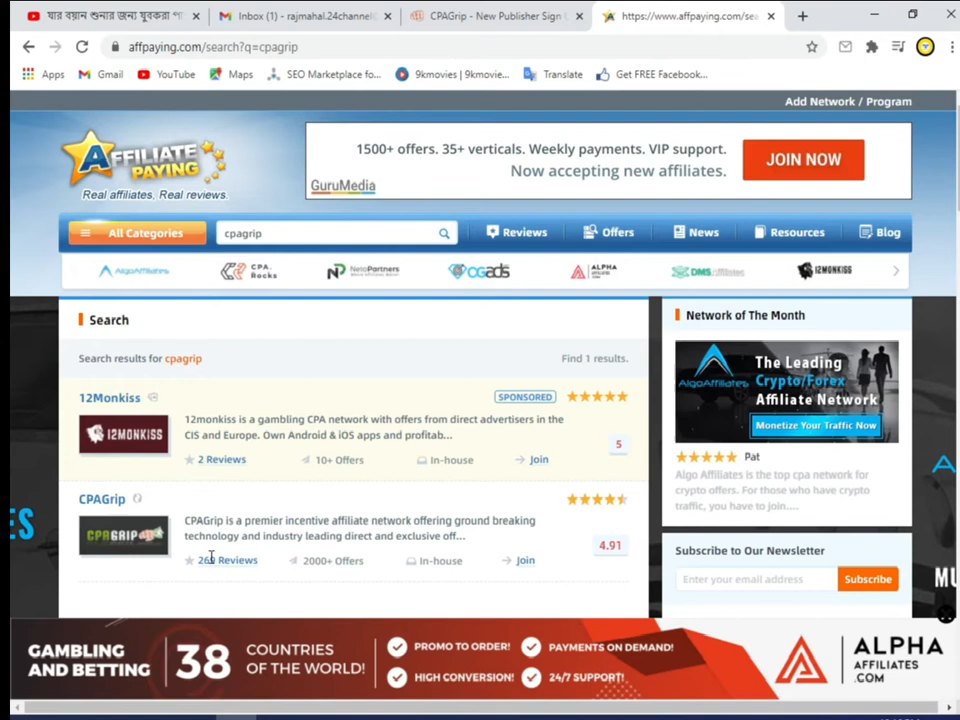 যার বয়ান শুনার জন্য যুবকরা পা
Inbox (1) - rajmahal.24channel
CPAGrip - New Publisher Sign
https://www.affpaying.com/sea
affpaying.com/search?q=cpagrip
Apps
Gmail
YouTube
Maps
SEO Marketplace fo...
9kmovies | 9kmovie...
Translate
Get FREE Facebook...
Add Network / Program
AFFILIATE
PAYING
Real affiliates, Real reviews.
1500+ offers. 35+ verticals. Weekly payments. VIP support.
Now accepting new affiliates.
GuruMedia
JOIN NOW
All Categories
cpagrip
Reviews
Offers
News
Resources
Blog
AlgoAffiliates
CPA.
Rocks
NetoPartners
OGads
ALPHA
AFFILIATES
DMSaffiliates
12MONKISS
Search
Search results for cpagrip
Find 1 results.
12Monkiss
SPONSORED
12MONKISS
12monkiss is a gambling CPA network with offers from direct advertisers in the
CIS and Europe. Own Android & iOS apps and profitab...
5
2 Reviews
10+ Offers
In-house
Join
CPAGrip
CPAGRIP
CPAGrip is a premier incentive affiliate network offering ground breaking
technology and industry leading direct and exclusive off...
4.91
Reviews
2000+ Offers
In-house
Join
Network of The Month
AlgoAffiliates
The Leading
Crypto/Forex
Affiliate Network
Monetize Your Traffic Now
Pat
Algo Affiliates is the top cpa network for
crypto offers. For those who have crypto
traffic, you have to join....
Subscribe to Our Newsletter
Enter your email address
Subscribe
GAMBLING
AND BETTING
38
COUNTRIES
OF THE WORLD!
PROMO TO ORDER!
PAYMENTS ON DEMAND!
HIGH CONVERSION!
24/7 SUPPORT!
ALPHA
AFFILIATES
.COM